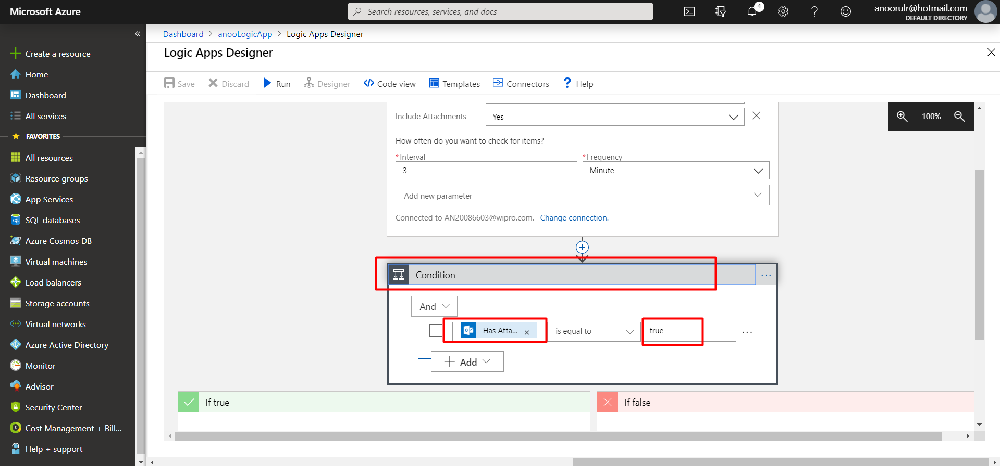 Microsoft Azure
Search resources, services, and docs
4
anoorulr@hotmail.com
DEFAULT DIRECTORY
Create a resource
Home
Dashboard
All services
FAVORITES
All resources
Resource groups
App Services
SQL
SQL databases
Azure Cosmos DB
Virtual machines
Load balancers
Storage accounts
Virtual networks
Azure Active Directory
Monitor
Advisor
Security Center
Cost Management + Bill...
Help + support
Dashboard > anooLogicApp > Logic Apps Designer
Logic Apps Designer
Save Discard Run Designer Code view Templates Connectors ? Help
100%
Include Attachments Yes
How often do you want to check for items?
*Interval *Frequency
3 Minute
Add new parameter
Connected to AN20086603@wipro.com. Change connection.
Condition ...
And
Has Atta... × is equal to true ...
+ Add
If true If false